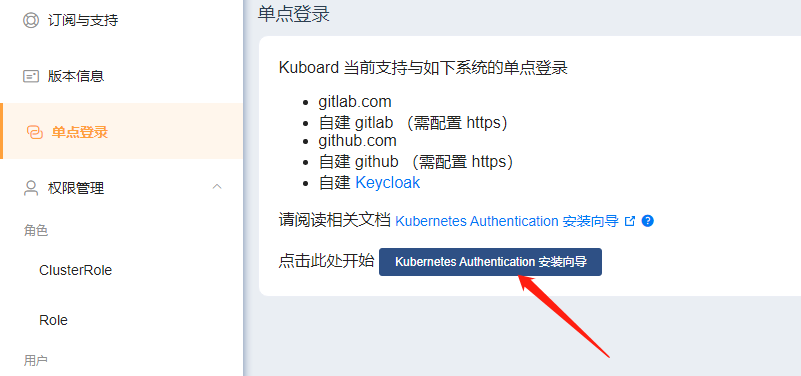 订阅与支持
版本信息
单点登录
权限管理
角色
ClusterRole
Role
用户
单点登录
Kuboard 当前支持与如下系统的单点登录
gitlab.com
自建 gitlab （需配置 https）
github.com
自建 github （需配置 https）
自建 Keycloak
请阅读相关文档 Kubernetes Authentication 安装向导
点击此处开始 Kubernetes Authentication 安装向导